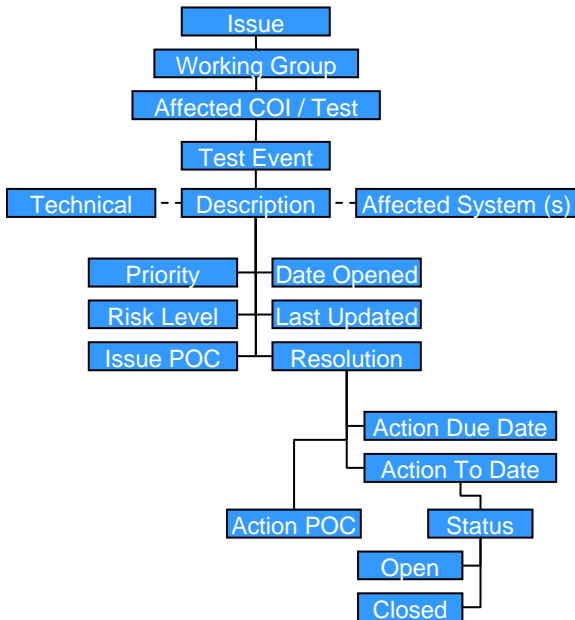 Issue
Working Group
Affected COI / Test
Test Event
Technical
Description
Affected System (s)
Priority
Date Opened
Risk Level
Last Updated
Issue POC
Resolution
Action Due Date
Action To Date
Action POC
Status
Open
Closed